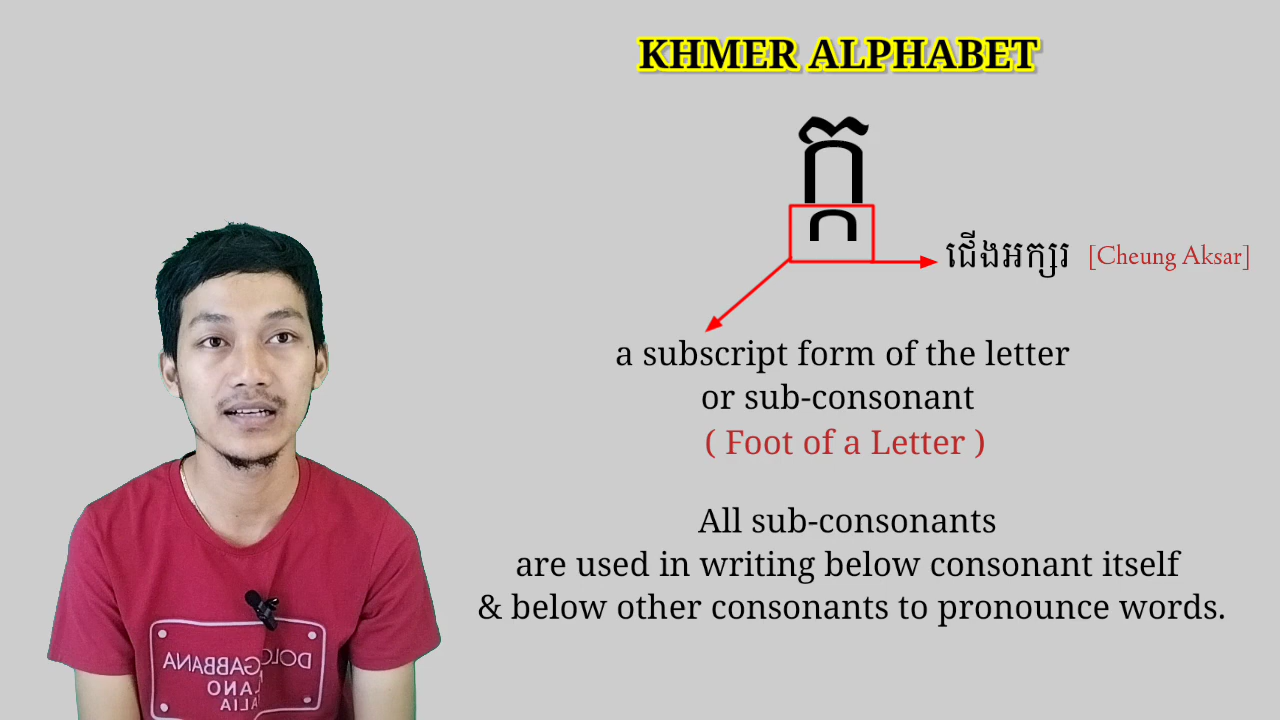 KHMER ALPHABET
ក្ក
ជើងអក្សរ [Cheung Aksar]
a subscript form of the letter
or sub-consonant
( Foot of a Letter )
All sub-consonants
are used in writing below consonant itself
& below other consonants to pronounce words.
GABBANA